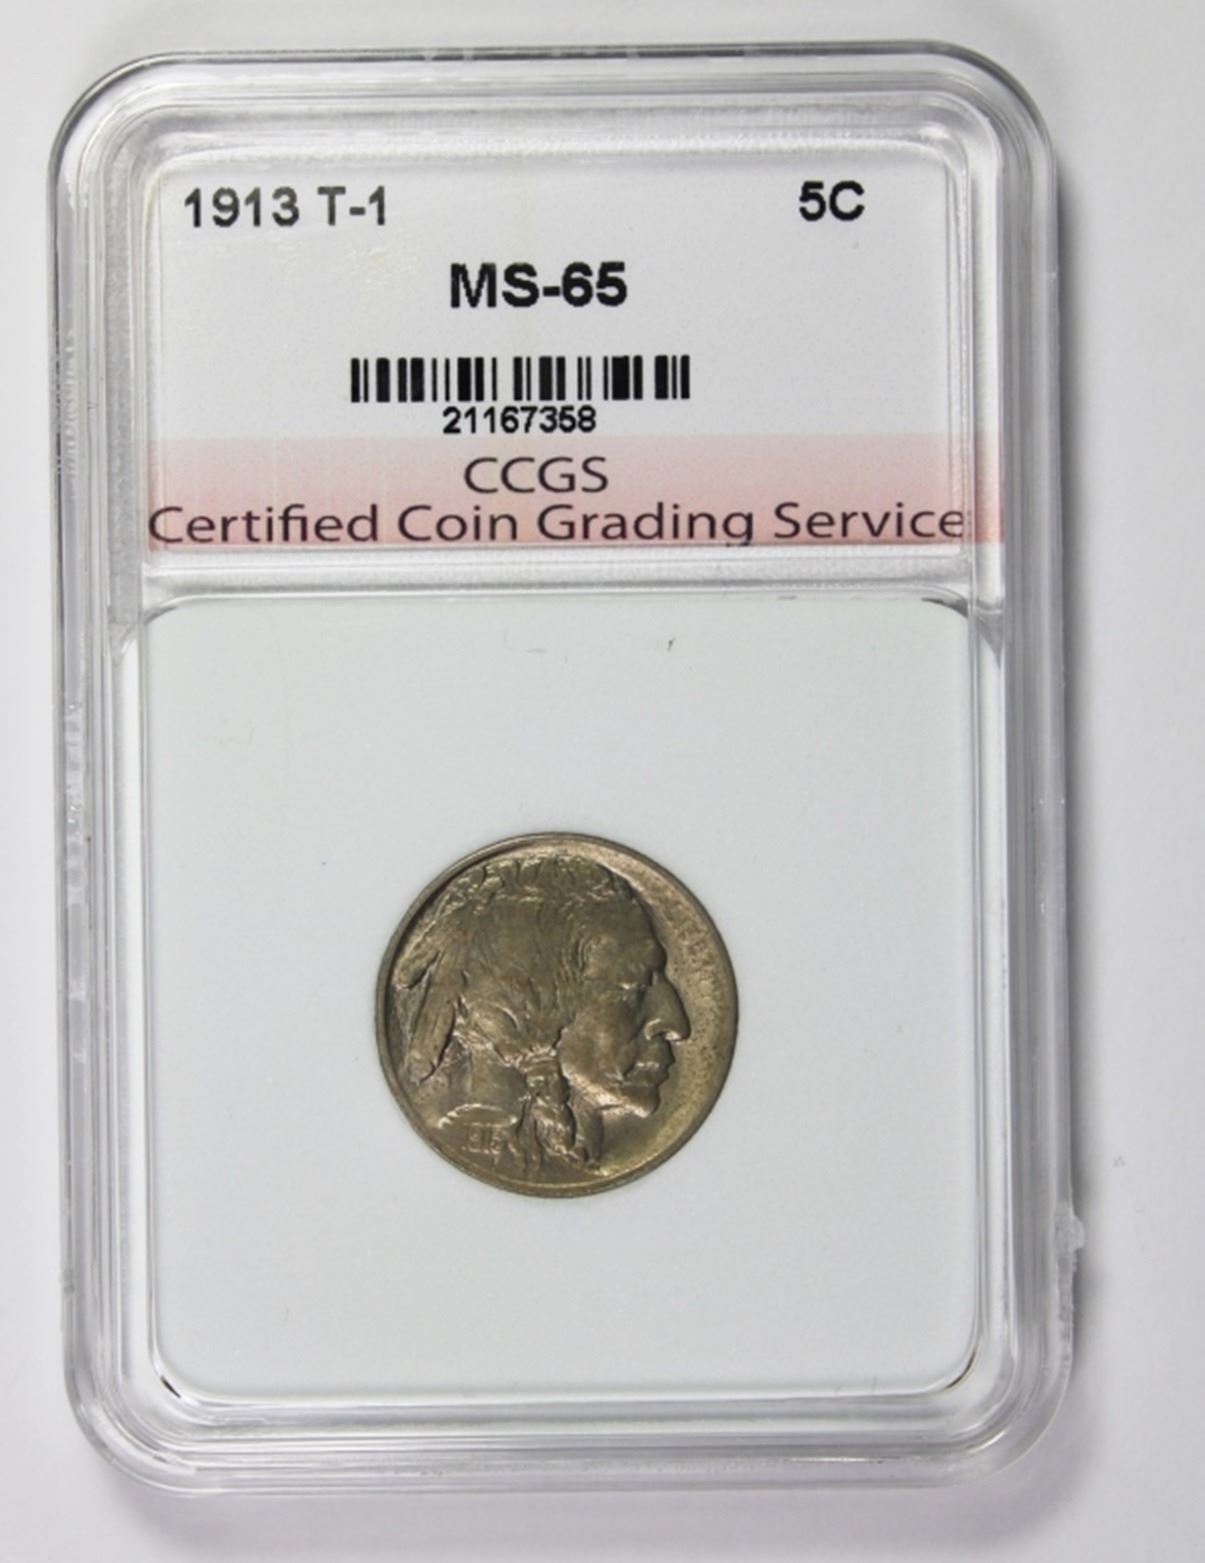 1913 T-1 5C
MS-65
21167358
CCGS
Certified Coin Grading Service